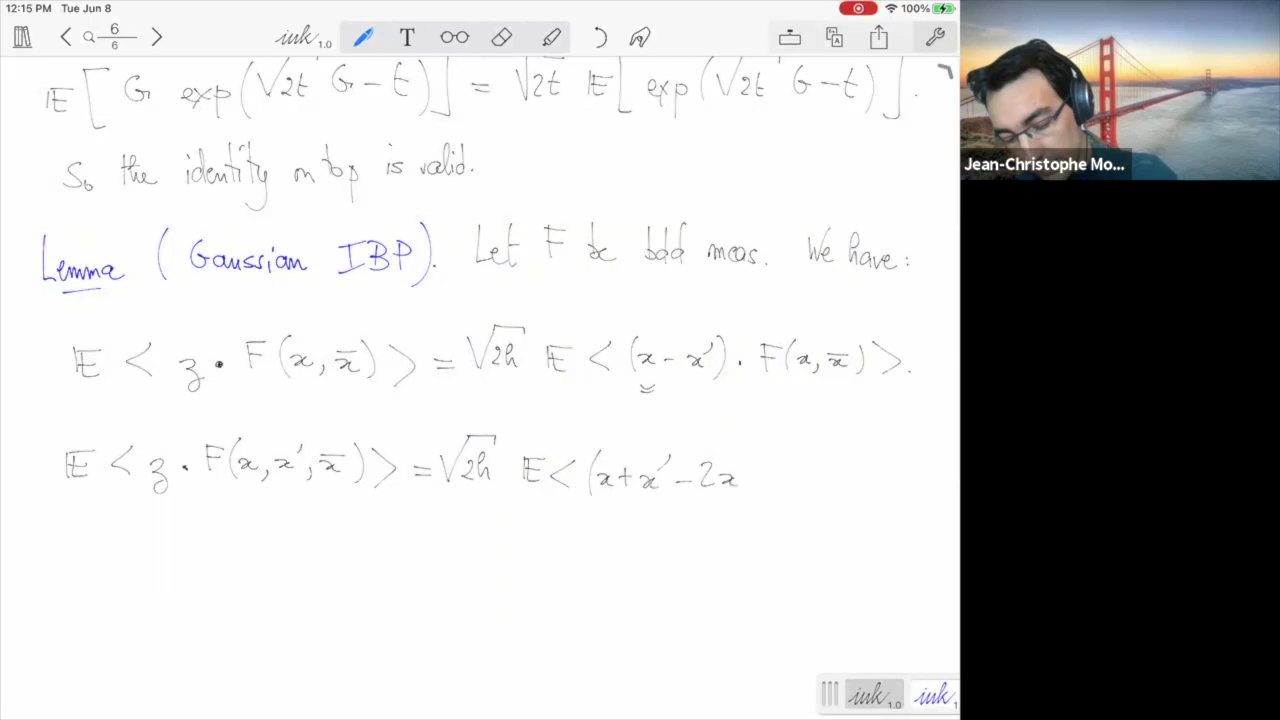 12:15 PM Tue Jun 8
100%
6
6
ink 1.0
T
𝔼[ G exp(√2t G − t) ] = √2t 𝔼[ exp(√2t G − t) ].
So the identity on top is valid.
Lemma (Gaussian IBP). Let F be bdd meas. We have:
𝔼 < z · F(x, x̄) > = √2h 𝔼 < (x − x') · F(x, x̄) >.
𝔼 < z · F(x, x', x̄) > = √2h 𝔼 < (x + x' − 2x
Jean-Christophe Mo...
ink 1.0 ink 1